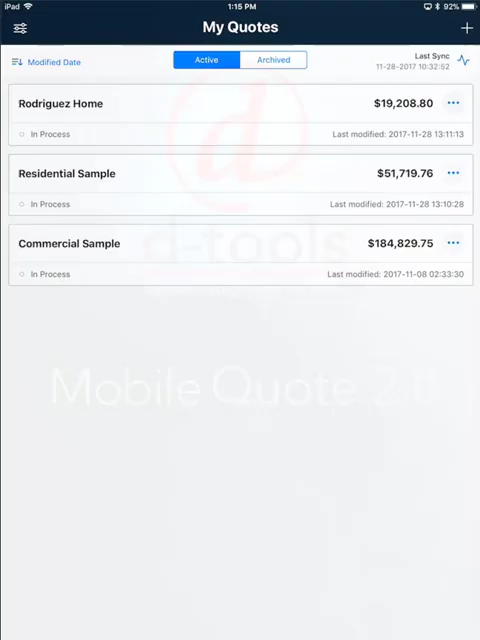 iPad 1:15 PM 92%
My Quotes
Modified Date Active Archived Last Sync
11-28-2017 10:32:52
Rodriguez Home $19,208.80
In Process Last modified: 2017-11-28 13:11:13
Residential Sample $51,719.76
In Process Last modified: 2017-11-28 13:10:28
Commercial Sample $184,829.75
d-tools
In Process Last modified: 2017-11-08 02:33:30
Mobile Quote 2.0